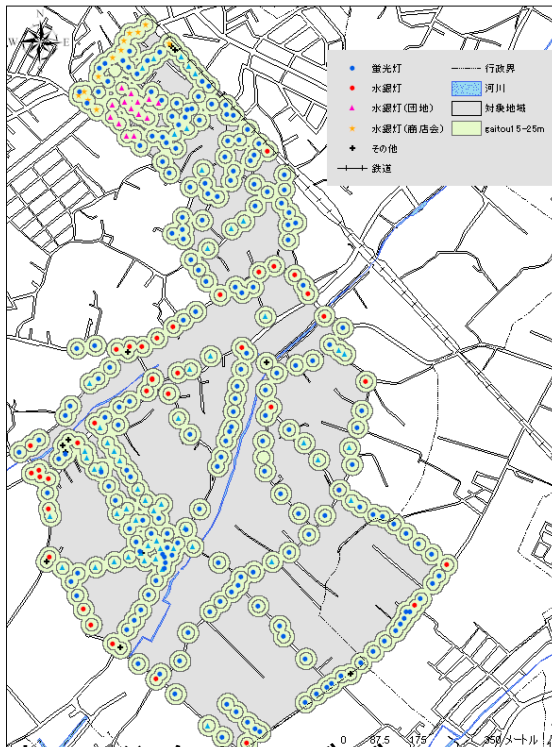 N
W E
S
蛍光灯
水銀灯
水銀灯(団地)
水銀灯(商店会)
その他
鉄道
行政界
河川
対象地域
gaitou15-25m
0 87.5 175 350 メートル